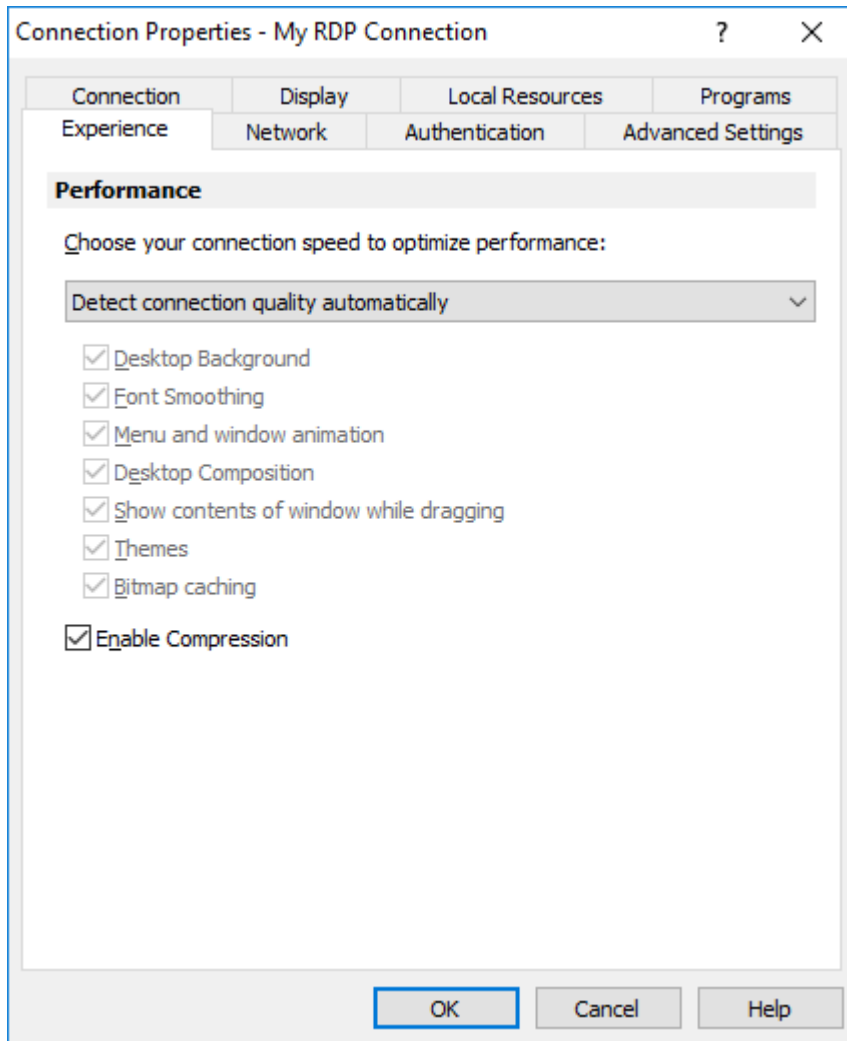 Connection Properties - My RDP Connection ?
Connection Display Local Resources Programs
Experience Network Authentication Advanced Settings
Performance
Choose your connection speed to optimize performance:
Detect connection quality automatically
Desktop Background
Font Smoothing
Menu and window animation
Desktop Composition
Show contents of window while dragging
Themes
Bitmap caching
Enable Compression
OK Cancel Help